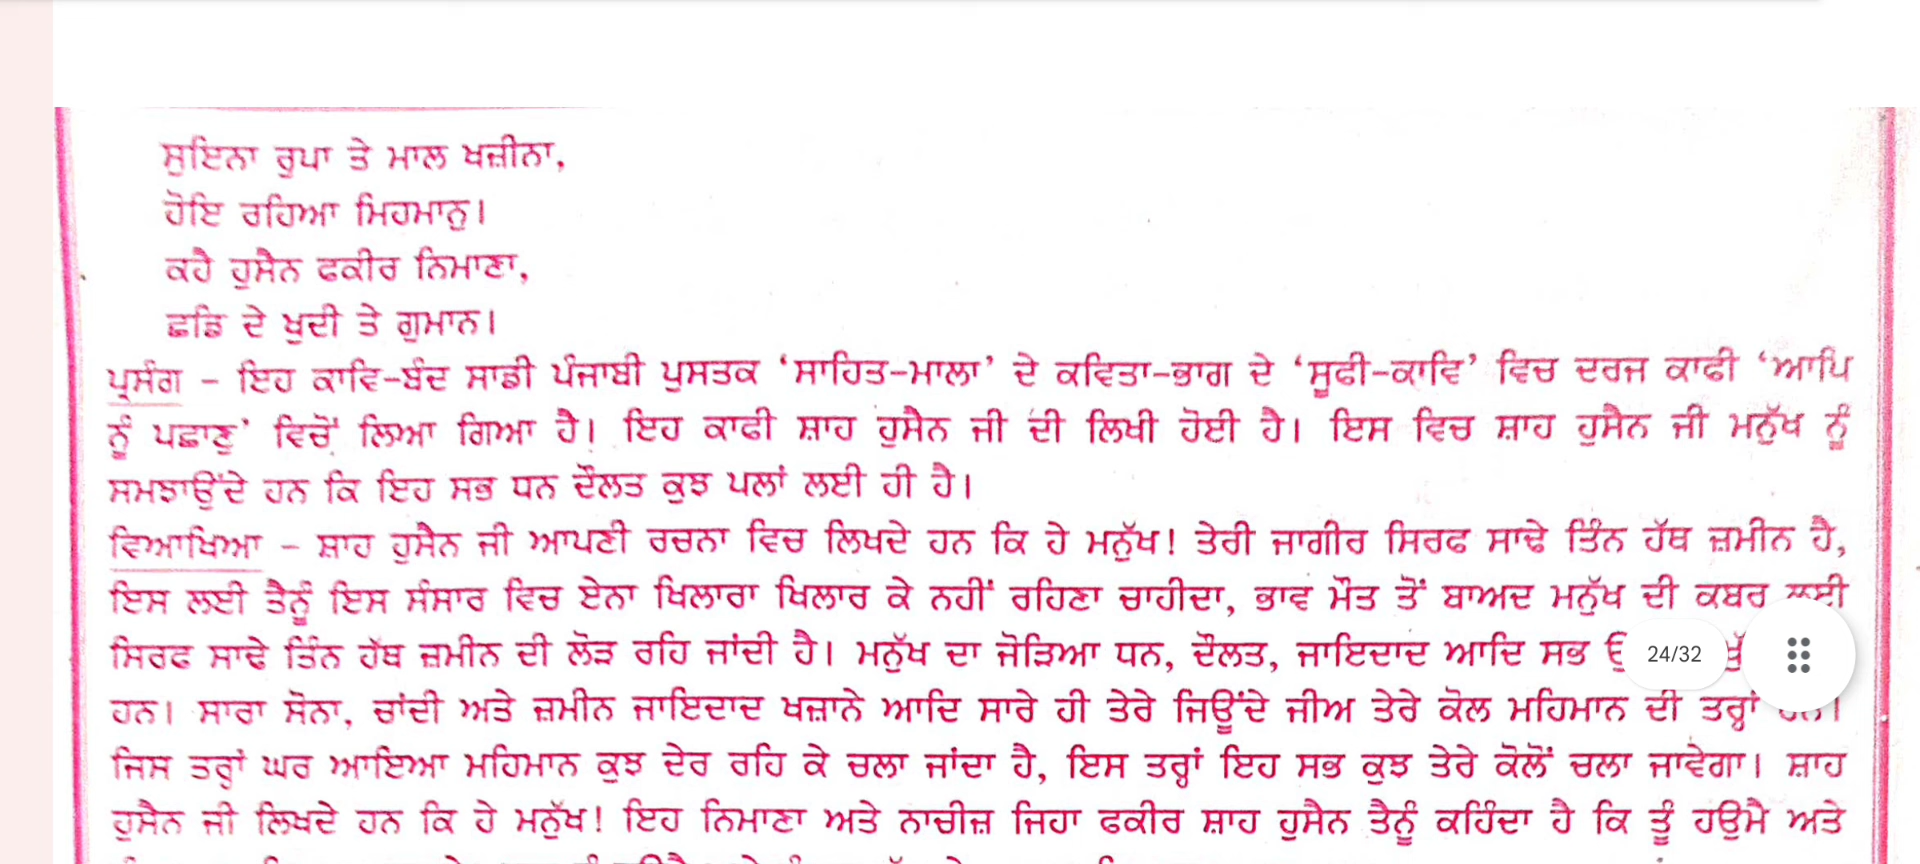 ਸੁਇਨਾ ਰੁਪਾ ਤੇ ਮਾਲ ਖਜ਼ੀਨਾ,
ਹੋਇ ਰਹਿਆ ਮਿਹਮਾਨੁ।
ਕਹੈ ਹੁਸੈਨ ਫਕੀਰ ਨਿਮਾਣਾ,
ਛਡਿ ਦੇ ਖੁਦੀ ਤੇ ਗੁਮਾਨ।
ਪ੍ਰਸੰਗ – ਇਹ ਕਾਵਿ-ਬੰਦ ਸਾਡੀ ਪੰਜਾਬੀ ਪੁਸਤਕ ‘ਸਾਹਿਤ-ਮਾਲਾ’ ਦੇ ਕਵਿਤਾ-ਭਾਗ ਦੇ ‘ਸੂਫੀ-ਕਾਵਿ’ ਵਿਚ ਦਰਜ ਕਾਫੀ ‘ਆਪਿ
ਨੂੰ ਪਛਾਣੁ’ ਵਿਚੋਂ ਲਿਆ ਗਿਆ ਹੈ। ਇਹ ਕਾਫੀ ਸ਼ਾਹ ਹੁਸੈਨ ਜੀ ਦੀ ਲਿਖੀ ਹੋਈ ਹੈ। ਇਸ ਵਿਚ ਸ਼ਾਹ ਹੁਸੈਨ ਜੀ ਮਨੁੱਖ ਨੂੰ
ਸਮਝਾਉਂਦੇ ਹਨ ਕਿ ਇਹ ਸਭ ਧਨ ਦੌਲਤ ਕੁਝ ਪਲਾਂ ਲਈ ਹੀ ਹੈ।
ਵਿਆਖਿਆ – ਸ਼ਾਹ ਹੁਸੈਨ ਜੀ ਆਪਣੀ ਰਚਨਾ ਵਿਚ ਲਿਖਦੇ ਹਨ ਕਿ ਹੇ ਮਨੁੱਖ! ਤੇਰੀ ਜਾਗੀਰ ਸਿਰਫ ਸਾਢੇ ਤਿੰਨ ਹੱਥ ਜ਼ਮੀਨ ਹੈ,
ਇਸ ਲਈ ਤੈਨੂੰ ਇਸ ਸੰਸਾਰ ਵਿਚ ਏਨਾ ਖਿਲਾਰਾ ਖਿਲਾਰ ਕੇ ਨਹੀਂ ਰਹਿਣਾ ਚਾਹੀਦਾ, ਭਾਵ ਮੌਤ ਤੋਂ ਬਾਅਦ ਮਨੁੱਖ ਦੀ ਕਬਰ ਲਈ
ਸਿਰਫ ਸਾਢੇ ਤਿੰਨ ਹੱਥ ਜ਼ਮੀਨ ਦੀ ਲੋੜ ਰਹਿ ਜਾਂਦੀ ਹੈ। ਮਨੁੱਖ ਦਾ ਜੋੜਿਆ ਧਨ, ਦੌਲਤ, ਜਾਇਦਾਦ ਆਦਿ ਸਭ 24/32
ਹਨ। ਸਾਰਾ ਸੋਨਾ, ਚਾਂਦੀ ਅਤੇ ਜ਼ਮੀਨ ਜਾਇਦਾਦ ਖਜ਼ਾਨੇ ਆਦਿ ਸਾਰੇ ਹੀ ਤੇਰੇ ਜਿਊਂਦੇ ਜੀਅ ਤੇਰੇ ਕੋਲ ਮਹਿਮਾਨ ਦੀ ਤਰ੍ਹਾਂ ਹਨ।
ਜਿਸ ਤਰ੍ਹਾਂ ਘਰ ਆਇਆ ਮਹਿਮਾਨ ਕੁਝ ਦੇਰ ਰਹਿ ਕੇ ਚਲਾ ਜਾਂਦਾ ਹੈ, ਇਸ ਤਰ੍ਹਾਂ ਇਹ ਸਭ ਕੁਝ ਤੇਰੇ ਕੋਲੋਂ ਚਲਾ ਜਾਵੇਗਾ। ਸ਼ਾਹ
ਹੁਸੈਨ ਜੀ ਲਿਖਦੇ ਹਨ ਕਿ ਹੇ ਮਨੁੱਖ! ਇਹ ਨਿਮਾਣਾ ਅਤੇ ਨਾਚੀਜ਼ ਜਿਹਾ ਫਕੀਰ ਸ਼ਾਹ ਹੁਸੈਨ ਤੈਨੂੰ ਕਹਿੰਦਾ ਹੈ ਕਿ ਤੂੰ ਹਉਮੈ ਅਤੇ